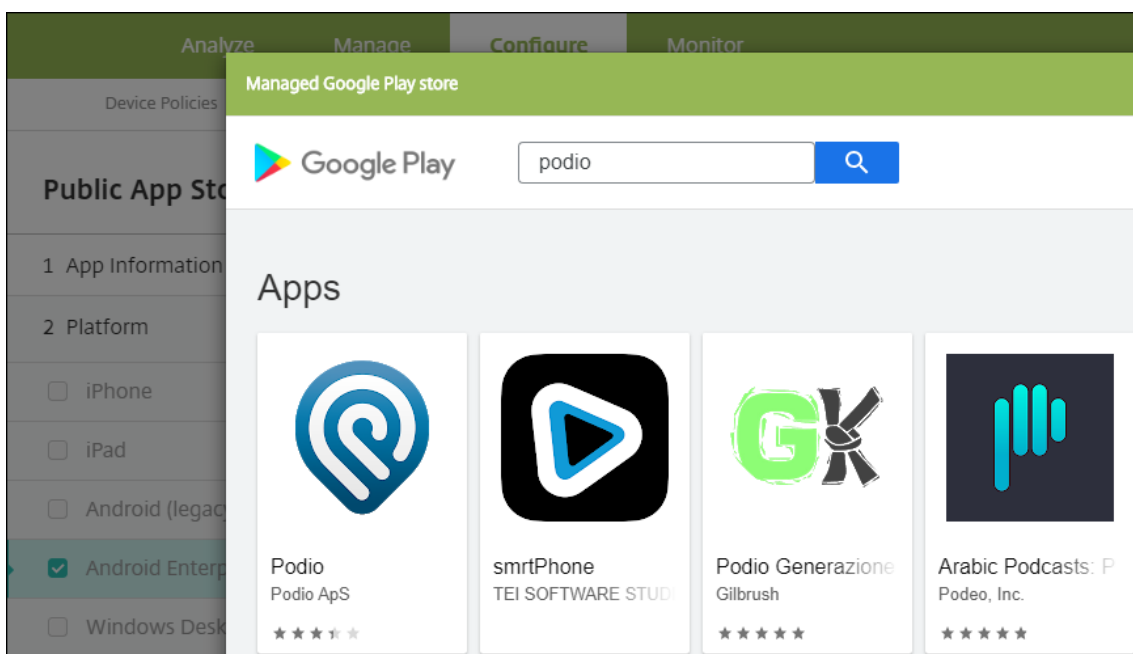 Analyze Manage Configure Monitor
Managed Google Play store
Device Policies
Google Play podio
Public App Sto
1 App Information
Apps
2 Platform
iPhone
iPad
Android (legacy
Android Enterp
Windows Desk
GK
Podio smrtPhone Podio Generazione Arabic Podcasts: P
Podio ApS TEI SOFTWARE STUD Gilbrush Podeo, Inc.